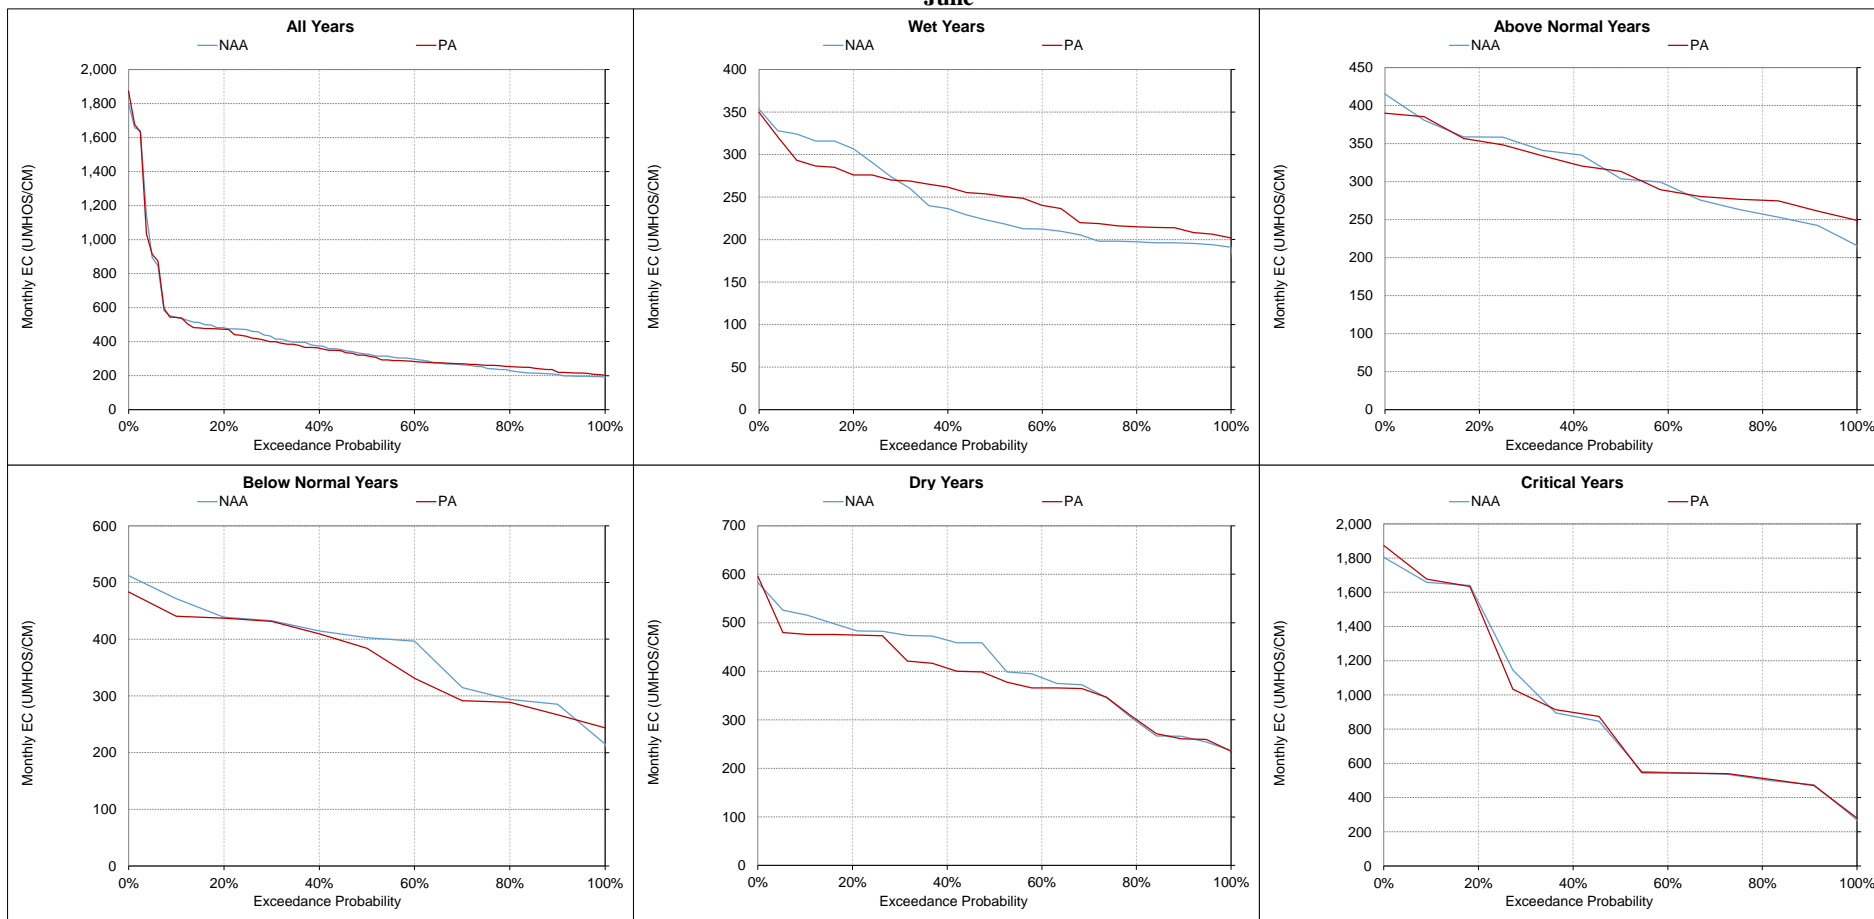 June
All Years
NAA PA
2,000
1,800
1,600
1,400
1,200
1,000
800
600
400
200
0
Monthly EC (UMHOS/CM)
0% 20% 40% 60% 80% 100%
Exceedance Probability
Wet Years
NAA PA
400
350
300
250
200
150
100
50
0
Monthly EC (UMHOS/CM)
0% 20% 40% 60% 80% 100%
Exceedance Probability
Above Normal Years
NAA PA
450
400
350
300
250
200
150
100
50
0
Monthly EC (UMHOS/CM)
0% 20% 40% 60% 80% 100%
Exceedance Probability
Below Normal Years
NAA PA
600
500
400
300
200
100
0
Monthly EC (UMHOS/CM)
0% 20% 40% 60% 80% 100%
Exceedance Probability
Dry Years
NAA PA
700
600
500
400
300
200
100
0
Monthly EC (UMHOS/CM)
0% 20% 40% 60% 80% 100%
Exceedance Probability
Critical Years
NAA PA
2,000
1,800
1,600
1,400
1,200
1,000
800
600
400
200
0
Monthly EC (UMHOS/CM)
0% 20% 40% 60% 80% 100%
Exceedance Probability